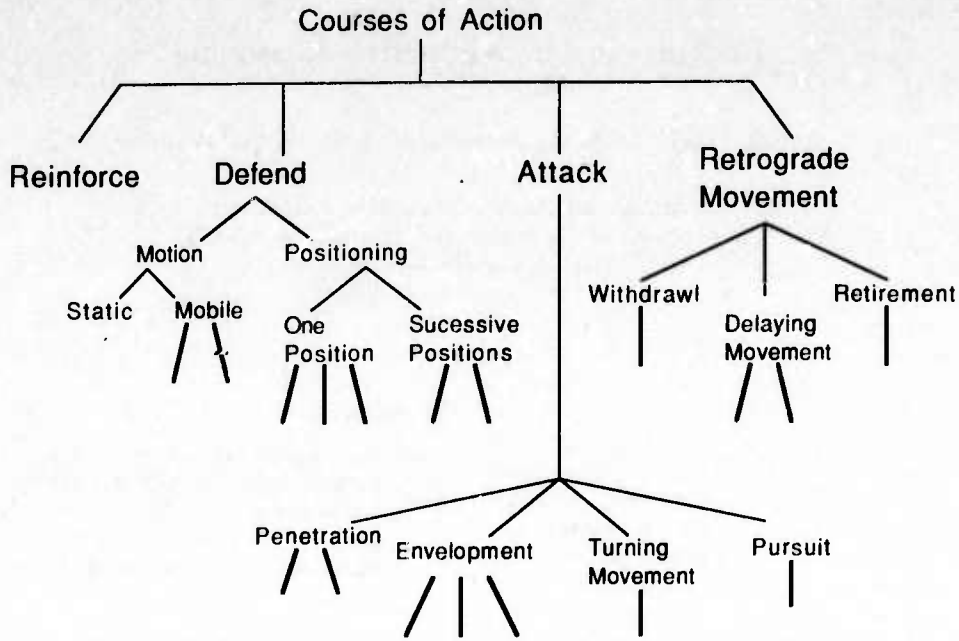 Courses of Action
Reinforce
Defend
Attack
Retrograde
Movement
Motion
Positioning
Static
Mobile
One
Position
Sucessive
Positions
Withdrawl
Delaying
Movement
Retirement
Penetration
Envelopment
Turning
Movement
Pursuit